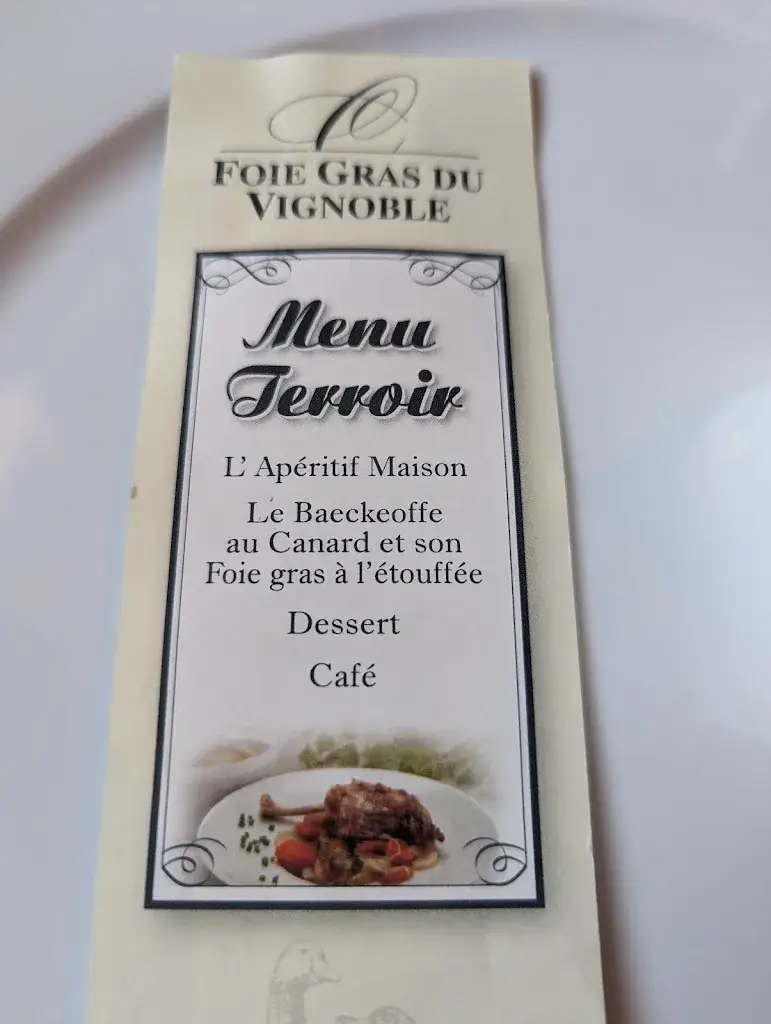 FOIE GRAS DU
VIGNOBLE
Menu
Terroir
L' Apéritif Maison
Le Baeckeoffe
au Canard et son
Foie gras à l'étouffée
Dessert
Café